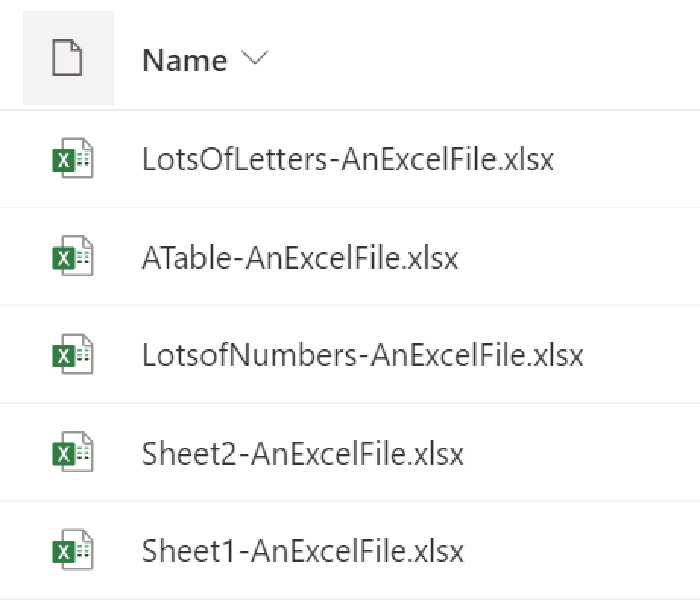 Name
LotsOfLetters-AnExcelFile.xlsx
ATable-AnExcelFile.xlsx
LotsofNumbers-AnExcelFile.xlsx
Sheet2-AnExcelFile.xlsx
Sheet1-AnExcelFile.xlsx